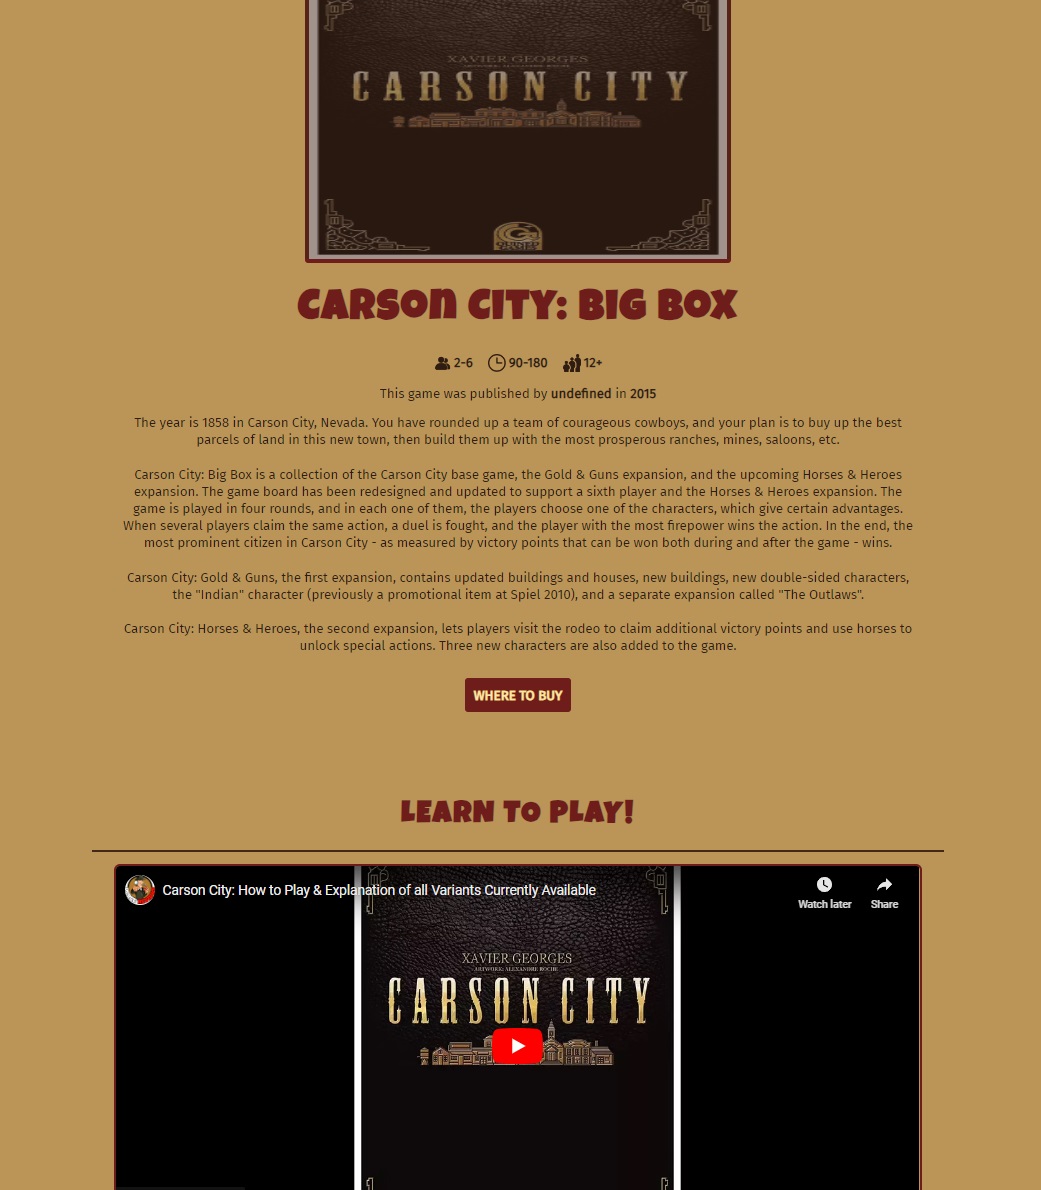 XAVIER GEORGES
CARSON CITY
CARSON CITY: BIG BOX
2-6 90-180 12+
This game was published by undefined in 2015
The year is 1858 in Carson City, Nevada. You have rounded up a team of courageous cowboys, and your plan is to buy up the best
parcels of land in this new town, then build them up with the most prosperous ranches, mines, saloons, etc.
Carson City: Big Box is a collection of the Carson City base game, the Gold & Guns expansion, and the upcoming Horses & Heroes
expansion. The game board has been redesigned and updated to support a sixth player and the Horses & Heroes expansion. The
game is played in four rounds, and in each one of them, the players choose one of the characters, which give certain advantages.
When several players claim the same action, a duel is fought, and the player with the most firepower wins the action. In the end, the
most prominent citizen in Carson City - as measured by victory points that can be won both during and after the game - wins.
Carson City: Gold & Guns, the first expansion, contains updated buildings and houses, new buildings, new double-sided characters,
the "Indian" character (previously a promotional item at Spiel 2010), and a separate expansion called "The Outlaws".
Carson City: Horses & Heroes, the second expansion, lets players visit the rodeo to claim additional victory points and use horses to
unlock special actions. Three new characters are also added to the game.
WHERE TO BUY
LEARN TO PLAY!
Carson City: How to Play & Explanation of all Variants Currently Available
Watch later Share
XAVIER GEORGES
ARTWORK: ALEXANDRE ROCHE
CARSON CITY